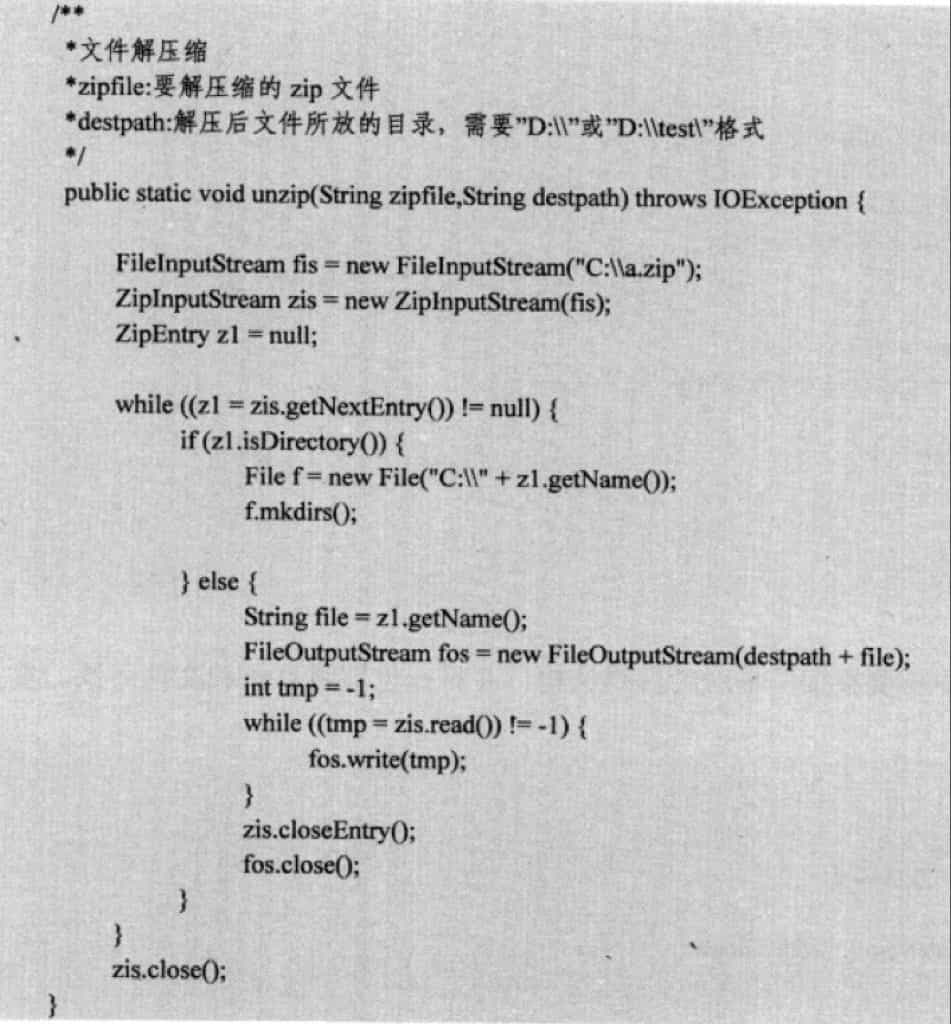 /**
*文件解压缩
*zipfile:要解压缩的 zip 文件
*destpath:解压后文件所放的目录，需要”D:\\”或”D:\\test\”格式
*/
public static void unzip(String zipfile,String destpath) throws IOException {
FileInputStream fis = new FileInputStream("C:\\a.zip");
ZipInputStream zis = new ZipInputStream(fis);
ZipEntry z1 = null;
while ((z1 = zis.getNextEntry()) != null) {
if (z1.isDirectory()) {
File f = new File("C:\\" + z1.getName());
f.mkdirs();
} else {
String file = z1.getName();
FileOutputStream fos = new FileOutputStream(destpath + file);
int tmp = -1;
while ((tmp = zis.read()) != -1) {
fos.write(tmp);
}
zis.closeEntry();
fos.close();
}
}
zis.close();
}